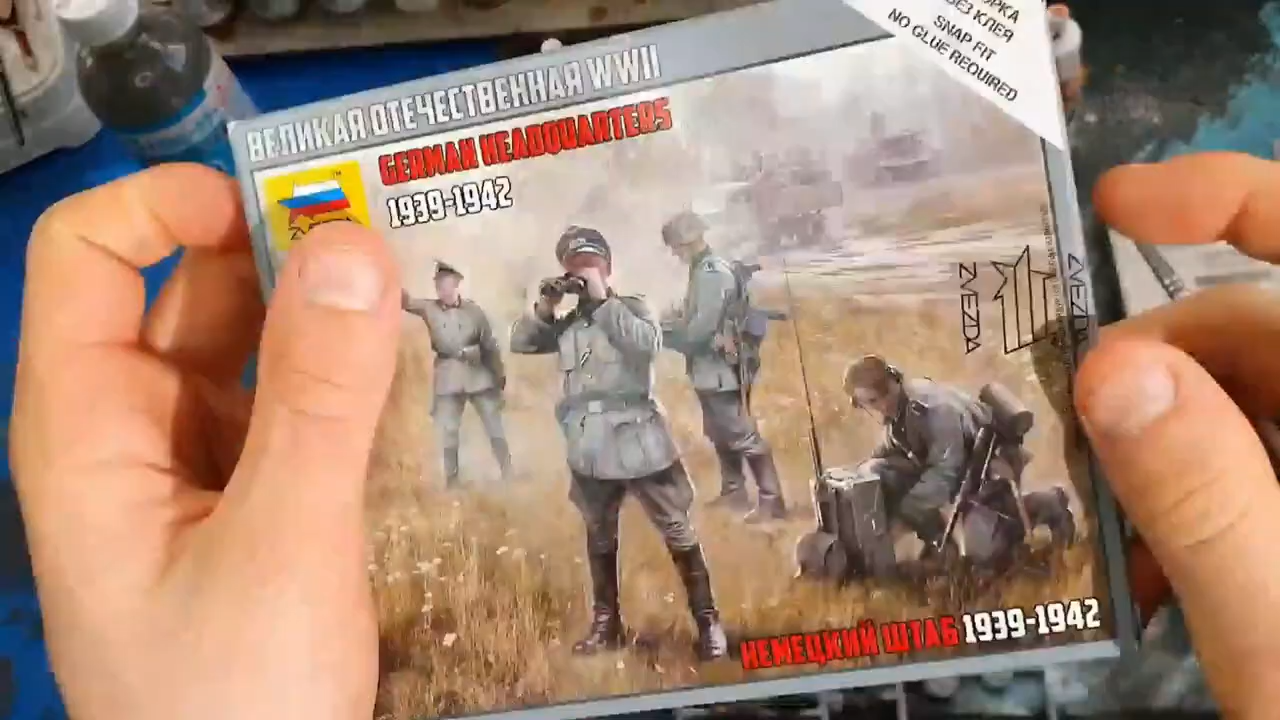 ВЕЛИКАЯ ОТЕЧЕСТВЕННАЯ WWII
БЕЗ КЛЕЯ
SNAP FIT
NO GLUE REQUIRED
GERMAN HEADQUARTERS
1939-1942
ZVEZDA
ZVEZDA
НЕМЕЦКИЙ ШТАБ 1939-1942